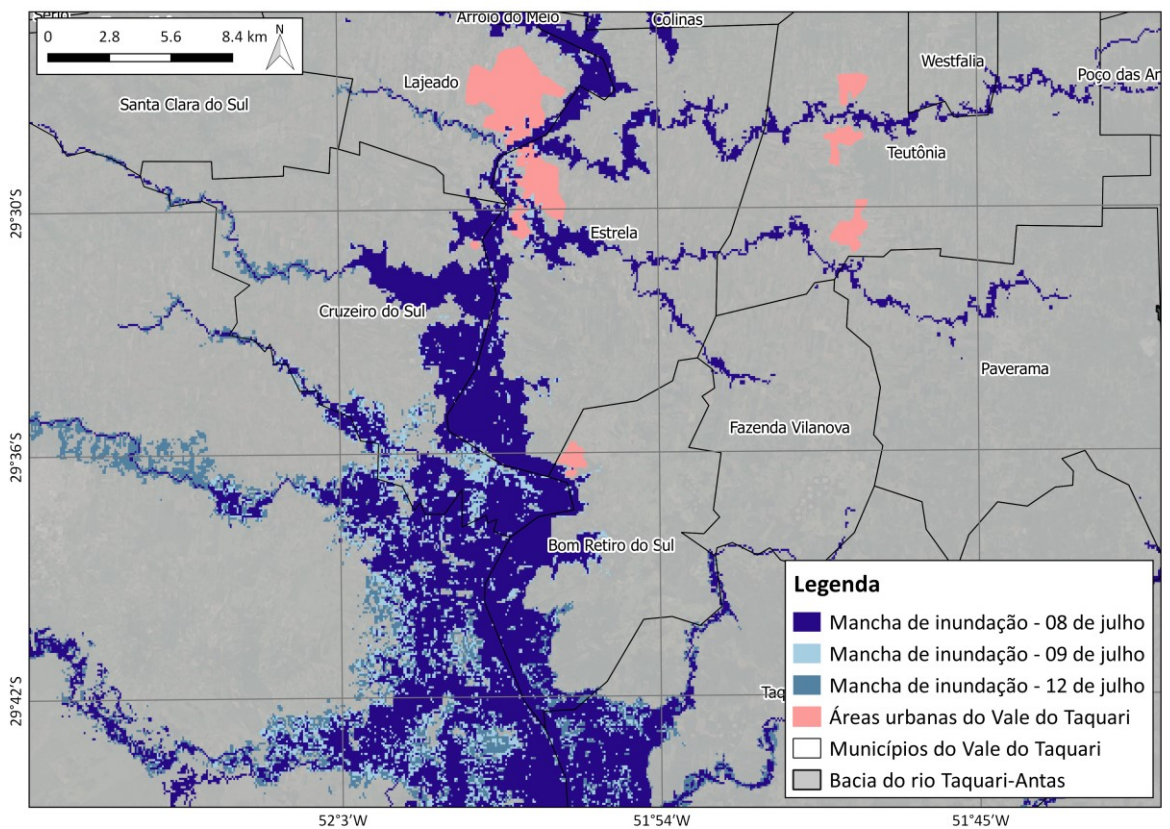 Sério
Arroio do Meio
Colinas
0 2.8 5.6 8.4 km
N
Lajeado
Westfalia
Poço das An
Santa Clara do Sul
Teutônia
29°30'S
Estrela
Cruzeiro do Sul
Paverama
Fazenda Vilanova
29°36'S
Bom Retiro do Sul
Legenda
Mancha de inundação - 08 de julho
Mancha de inundação - 09 de julho
Mancha de inundação - 12 de julho
Áreas urbanas do Vale do Taquari
Municípios do Vale do Taquari
Bacia do rio Taquari-Antas
29°42'S
Taq
52°3'W 51°54'W 51°45'W